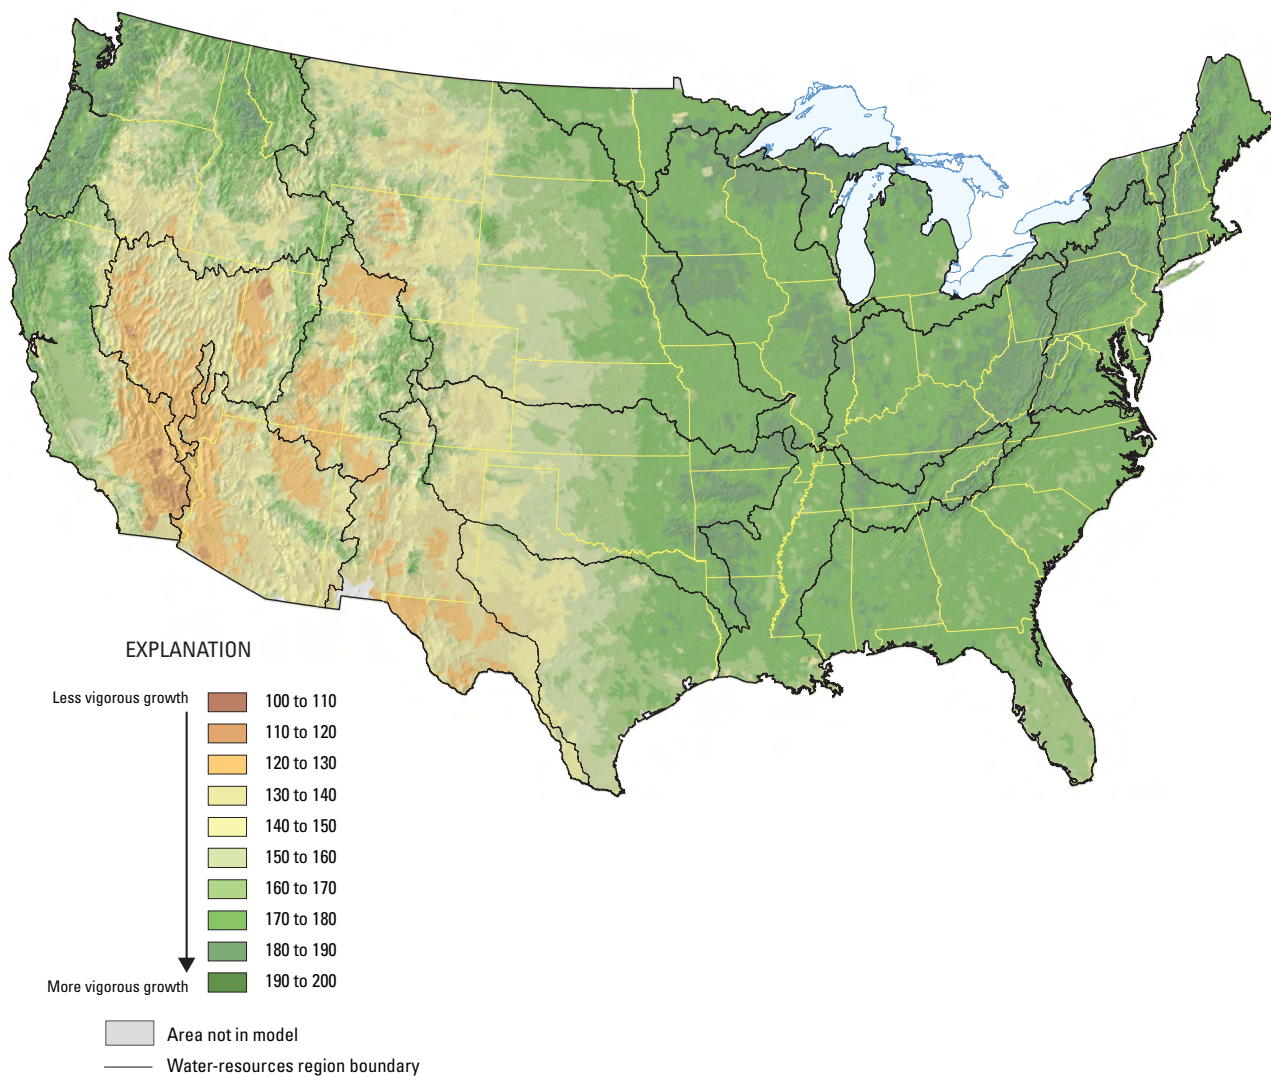 EXPLANATION
Less vigorous growth
100 to 110
110 to 120
120 to 130
130 to 140
140 to 150
150 to 160
160 to 170
170 to 180
180 to 190
190 to 200
More vigorous growth
Area not in model
Water-resources region boundary